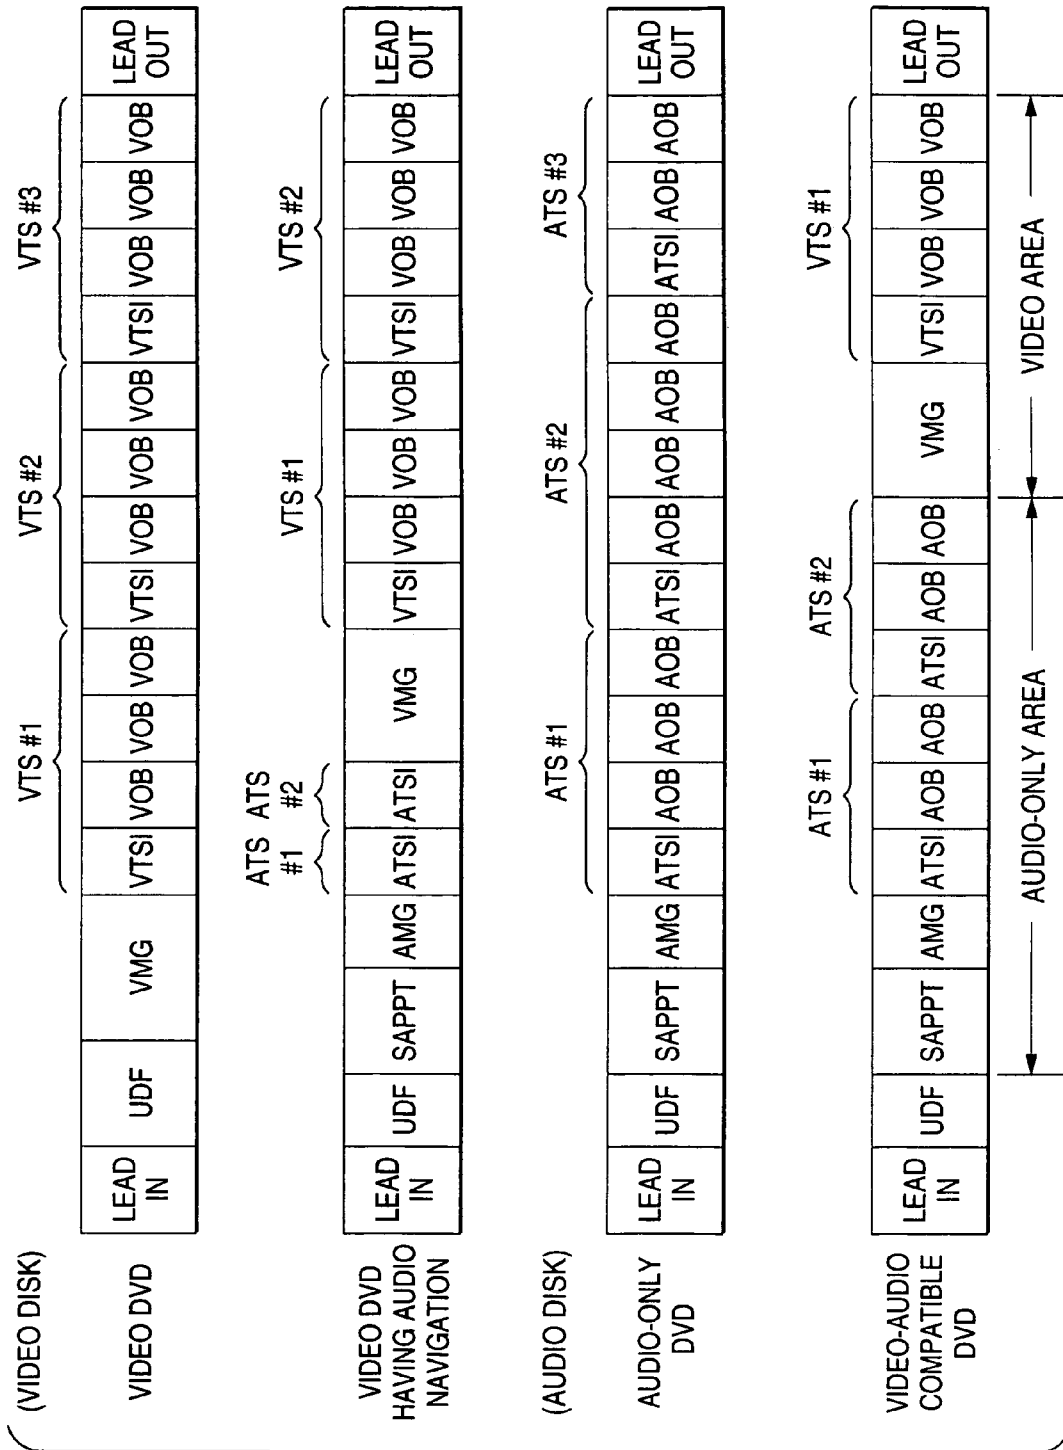 (VIDEO DISK)
VTS #1 VTS #2 VTS #3
VIDEO DVD
LEAD IN UDF VMG VTSI VOB VOB VOB VTSI VOB VOB VOB VTSI VOB VOB VOB LEAD OUT
ATS #1 ATS #2 VTS #1 VTS #2
VIDEO DVD
HAVING AUDIO
NAVIGATION
LEAD IN UDF SAPPT AMG ATSI ATSI VMG VTSI VOB VOB VOB VTSI VOB VOB VOB LEAD OUT
(AUDIO DISK)
ATS #1 ATS #2 ATS #3
AUDIO-ONLY
DVD
LEAD IN UDF SAPPT AMG ATSI AOB AOB AOB ATSI AOB AOB AOB AOB ATSI AOB AOB LEAD OUT
ATS #1 ATS #2 VTS #1
VIDEO-AUDIO
COMPATIBLE
DVD
LEAD IN UDF SAPPT AMG ATSI AOB AOB ATSI AOB AOB VMG VTSI VOB VOB VOB LEAD OUT
AUDIO-ONLY AREA VIDEO AREA